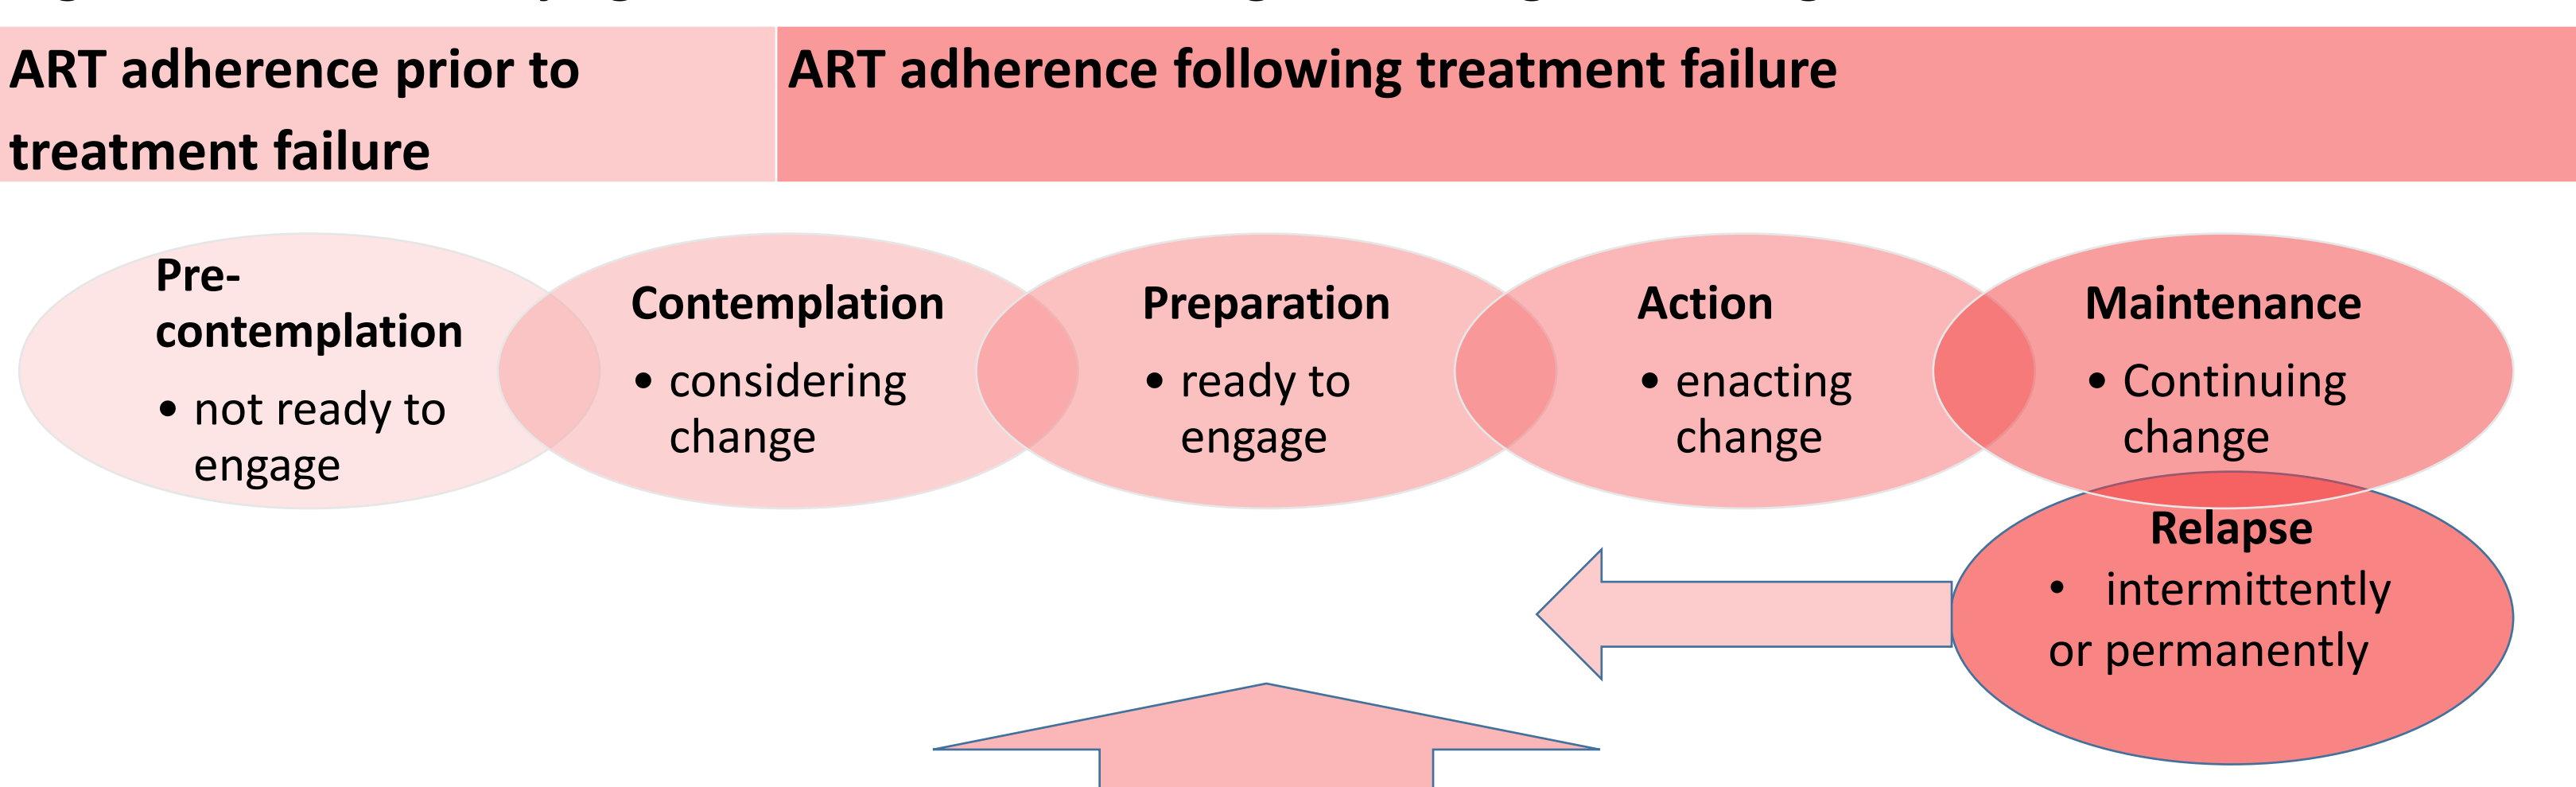 ART adherence prior to
treatment failure
ART adherence following treatment failure
Pre-
contemplation
• not ready to
engage
Contemplation
• considering
change
Preparation
• ready to
engage
Action
• enacting
change
Maintenance
• Continuing
change
Relapse
• intermittently
or permanently